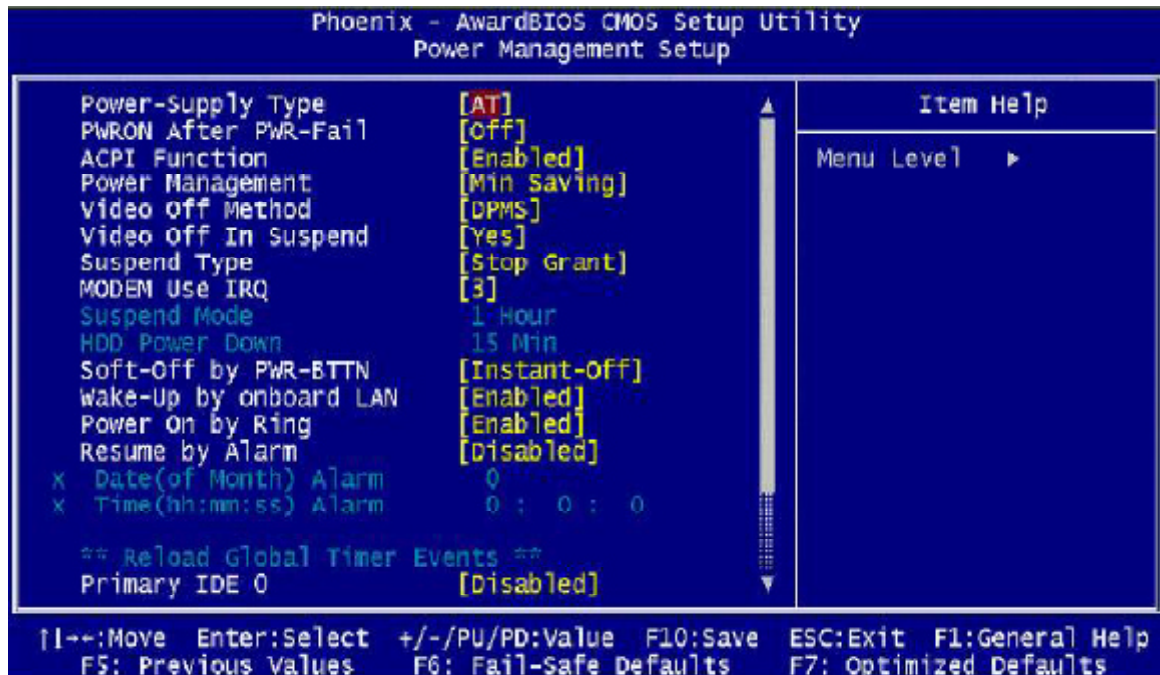 Phoenix - AwardBIOS CMOS Setup Utility
Power Management Setup
Power-Supply Type [AT]
PWRON After PWR-Fail [Off]
ACPI Function [Enabled]
Power Management [Min Saving]
Video Off Method [DPMS]
Video Off In Suspend [Yes]
Suspend Type [Stop Grant]
MODEM Use IRQ [3]
Suspend Mode 1 Hour
HDD Power Down 15 Min
Soft-Off by PWR-BTTN [Instant-Off]
Wake-Up by onboard LAN [Enabled]
Power On by Ring [Enabled]
Resume by Alarm [Disabled]
x Date(of Month) Alarm 0
x Time(hh:mm:ss) Alarm 0 : 0 : 0
** Reload Global Timer Events **
Primary IDE 0 [Disabled]
Item Help
Menu Level ▶
↑↓→←:Move Enter:Select +/-/PU/PD:Value F10:Save ESC:Exit F1:General Help
F5: Previous Values F6: Fail-Safe Defaults F7: Optimized Defaults